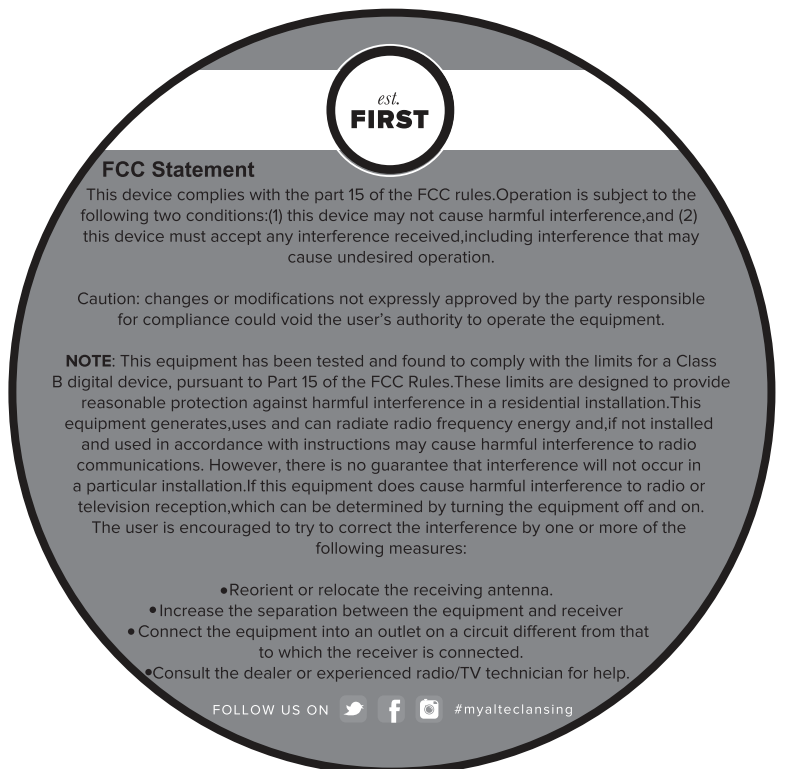 est.
FIRST
FCC Statement
This device complies with the part 15 of the FCC rules.Operation is subject to the
following two conditions:(1) this device may not cause harmful interference,and (2)
this device must accept any interference received,including interference that may
cause undesired operation.
Caution: changes or modifications not expressly approved by the party responsible
for compliance could void the user’s authority to operate the equipment.
NOTE: This equipment has been tested and found to comply with the limits for a Class
B digital device, pursuant to Part 15 of the FCC Rules.These limits are designed to provide
reasonable protection against harmful interference in a residential installation.This
equipment generates,uses and can radiate radio frequency energy and,if not installed
and used in accordance with instructions may cause harmful interference to radio
communications. However, there is no guarantee that interference will not occur in
a particular installation.If this equipment does cause harmful interference to radio or
television reception,which can be determined by turning the equipment off and on.
The user is encouraged to try to correct the interference by one or more of the
following measures:
•Reorient or relocate the receiving antenna.
•Increase the separation between the equipment and receiver
•Connect the equipment into an outlet on a circuit different from that
to which the receiver is connected.
•Consult the dealer or experienced radio/TV technician for help.
FOLLOW US ON #myalteclansing